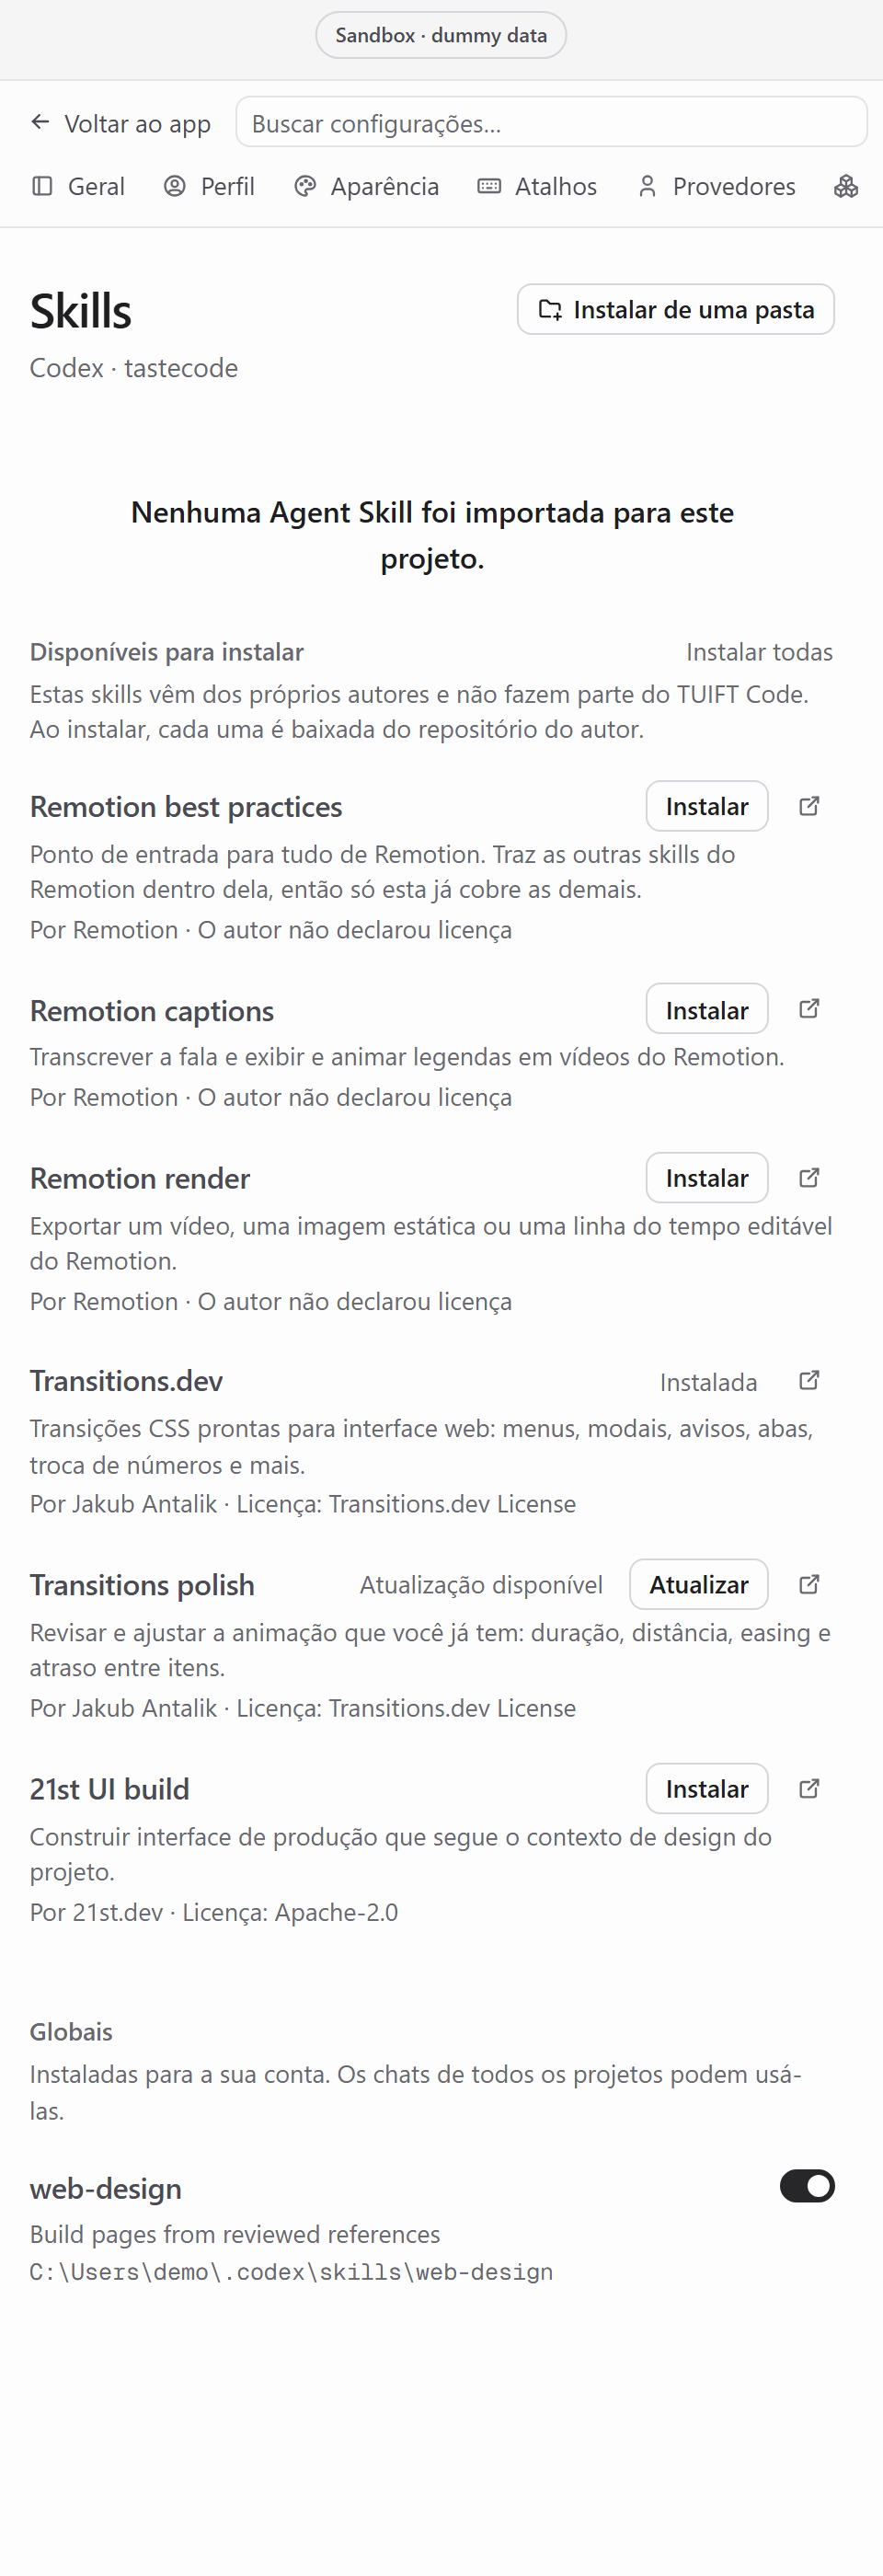 Sandbox · dummy data
Voltar ao app
Buscar configurações...
Geral
Perfil
Aparência
Atalhos
Provedores
Skills
Instalar de uma pasta
Codex · tastecode
Nenhuma Agent Skill foi importada para este
projeto.
Disponíveis para instalar
Instalar todas
Estas skills vêm dos próprios autores e não fazem parte do TUIFT Code.
Ao instalar, cada uma é baixada do repositório do autor.
Remotion best practices
Instalar
Ponto de entrada para tudo de Remotion. Traz as outras skills do
Remotion dentro dela, então só esta já cobre as demais.
Por Remotion · O autor não declarou licença
Remotion captions
Instalar
Transcrever a fala e exibir e animar legendas em vídeos do Remotion.
Por Remotion · O autor não declarou licença
Remotion render
Instalar
Exportar um vídeo, uma imagem estática ou uma linha do tempo editável
do Remotion.
Por Remotion · O autor não declarou licença
Transitions.dev
Instalada
Transições CSS prontas para interface web: menus, modais, avisos, abas,
troca de números e mais.
Por Jakub Antalik · Licença: Transitions.dev License
Transitions polish
Atualização disponível
Atualizar
Revisar e ajustar a animação que você já tem: duração, distância, easing e
atraso entre itens.
Por Jakub Antalik · Licença: Transitions.dev License
21st UI build
Instalar
Construir interface de produção que segue o contexto de design do
projeto.
Por 21st.dev · Licença: Apache-2.0
Globais
Instaladas para a sua conta. Os chats de todos os projetos podem usá-
las.
web-design
Build pages from reviewed references
C:\Users\demo\.codex\skills\web-design